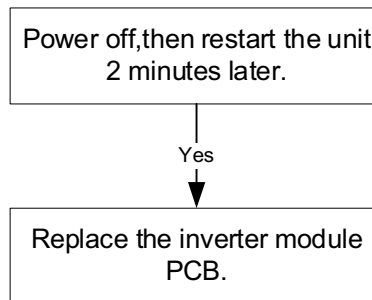 Power off,then restart the unit
2 minutes later.
Yes
Replace the inverter module
PCB.